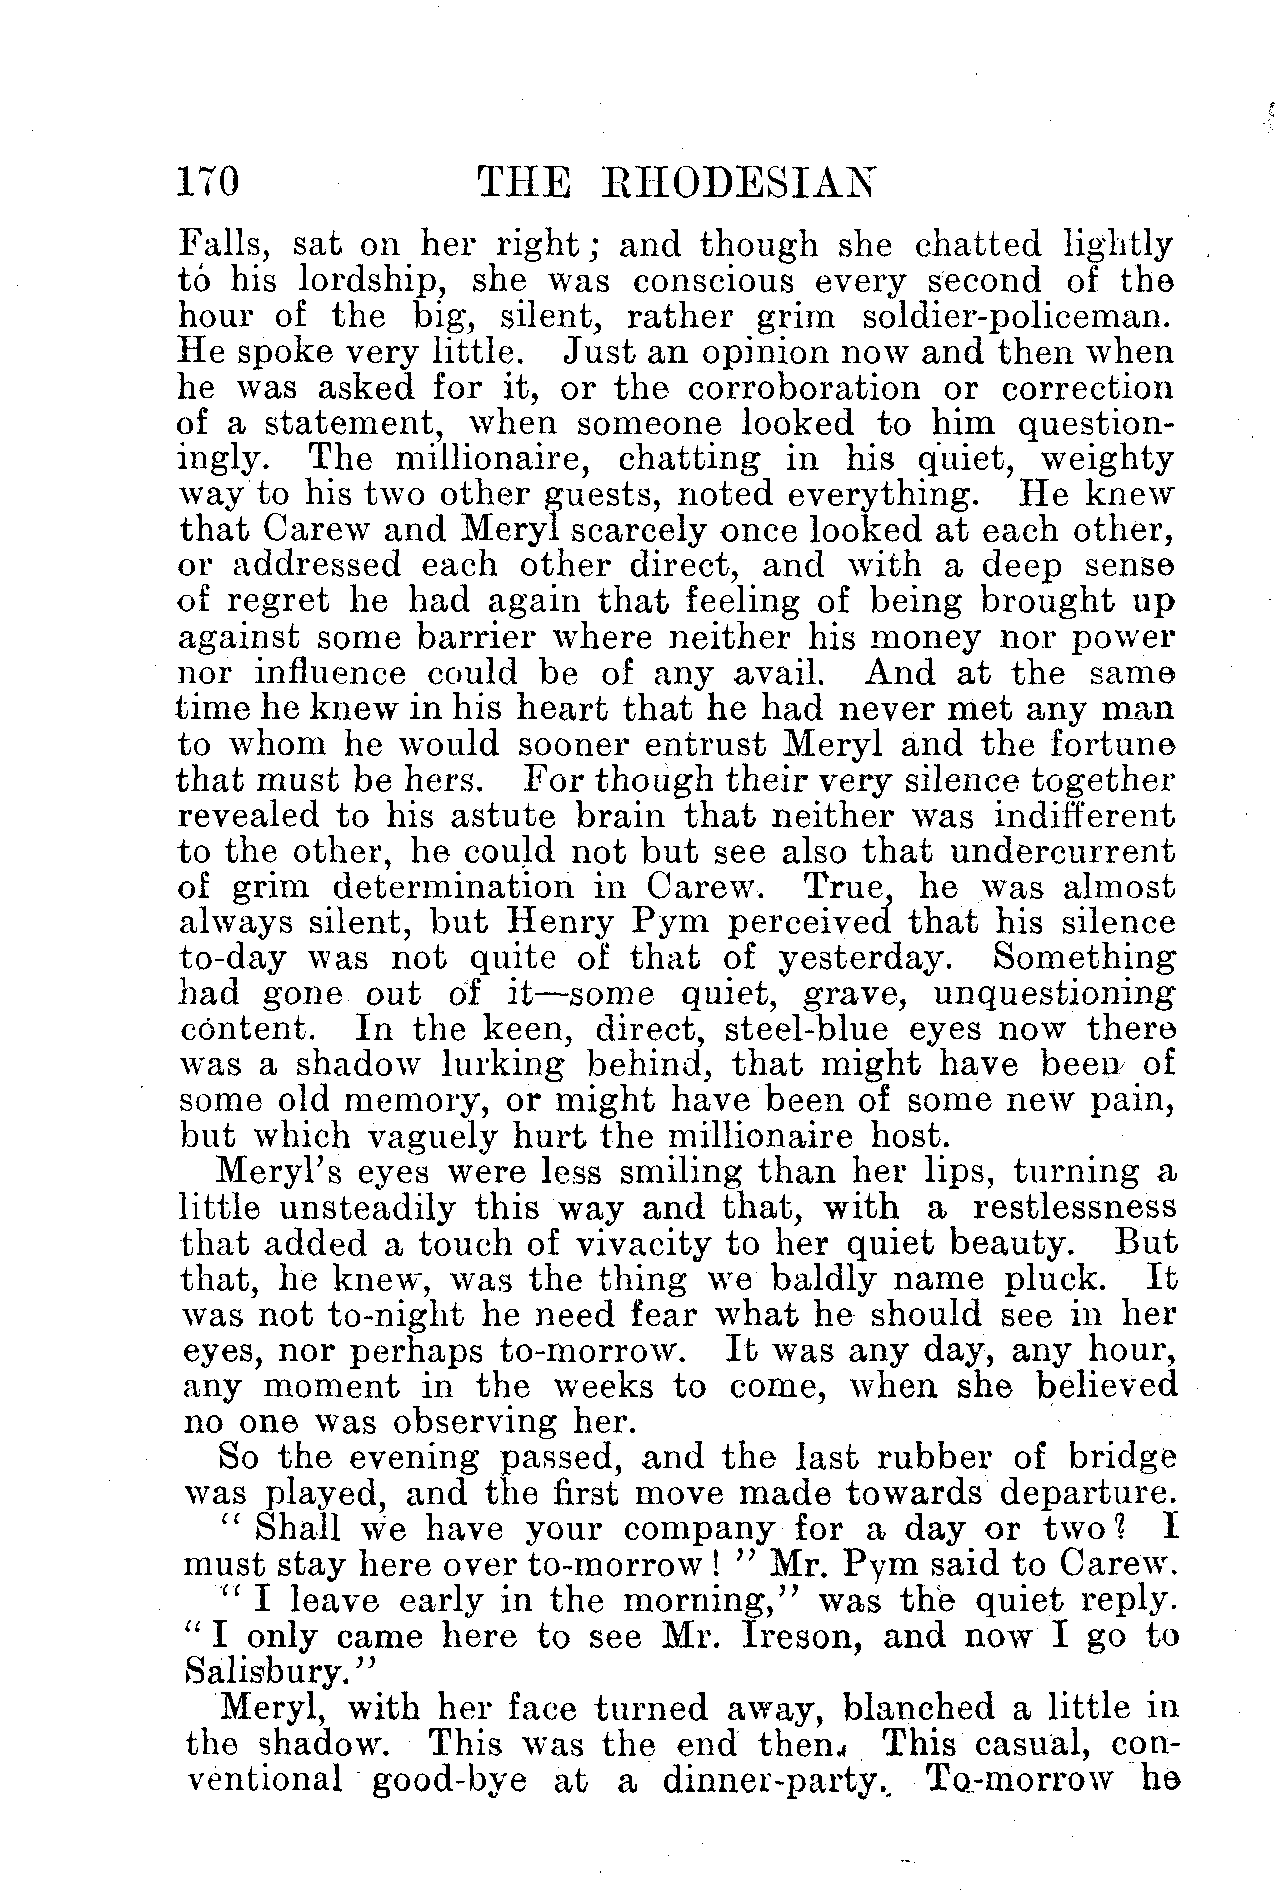 170 THE RHODESIAN
Falls, sat on her right; and though she chatted lightly
to his lordship, she was conscious every second of the
hour of the big, silent, rather grim soldier-policeman.
He spoke very little. Just an opinion now and then when
he was asked for it, or the corroboration or correction
of a statement, when someone looked to him question-
ingly. The millionaire, chatting in his quiet, weighty
way to his two other guests, noted everything. He knew
that Carew and Meryl scarcely once looked at each other,
or addressed each other direct, and with a deep sense
of regret he had again that feeling of being brought up
against some barrier where neither his money nor power
nor influence could be of any avail. And at the same
time he knew in his heart that he had never met any man
to whom he would sooner entrust Meryl and the fortune
that must be hers. For though their very silence together
revealed to his astute brain that neither was indifferent
to the other, he could not but see also that undercurrent
of grim determination in Carew. True, he was almost
always silent, but Henry Pym perceived that his silence
to-day was not quite of that of yesterday. Something
had gone out of it—some quiet, grave, unquestioning
content. In the keen, direct, steel-blue eyes now there
was a shadow lurking behind, that might have been of
some old memory, or might have been of some new pain,
but which vaguely hurt the millionaire host.
Meryl's eyes were less smiling than her lips, turning a
little unsteadily this way and that, with a restlessness
that added a touch of vivacity to her quiet beauty. But
that, he knew, was the thing we baldly name pluck. It
was not to-night he need fear what he should see in her
eyes, nor perhaps to-morrow. It was any day, any hour,
any moment in the weeks to come, when she believed
no one was observing her.
So the evening passed, and the last rubber of bridge
was played, and the first move made towards departure.
"Shall we have your company for a day or two? I
must stay here over to-morrow!" Mr. Pym said to Carew.
"I leave early in the morning," was the quiet reply.
"I only came here to see Mr. Ireson, and now I go to
Salisbury."
Meryl, with her face turned away, blanched a little in
the shadow. This was the end then. This casual, con-
ventional good-bye at a dinner-party. To-morrow he